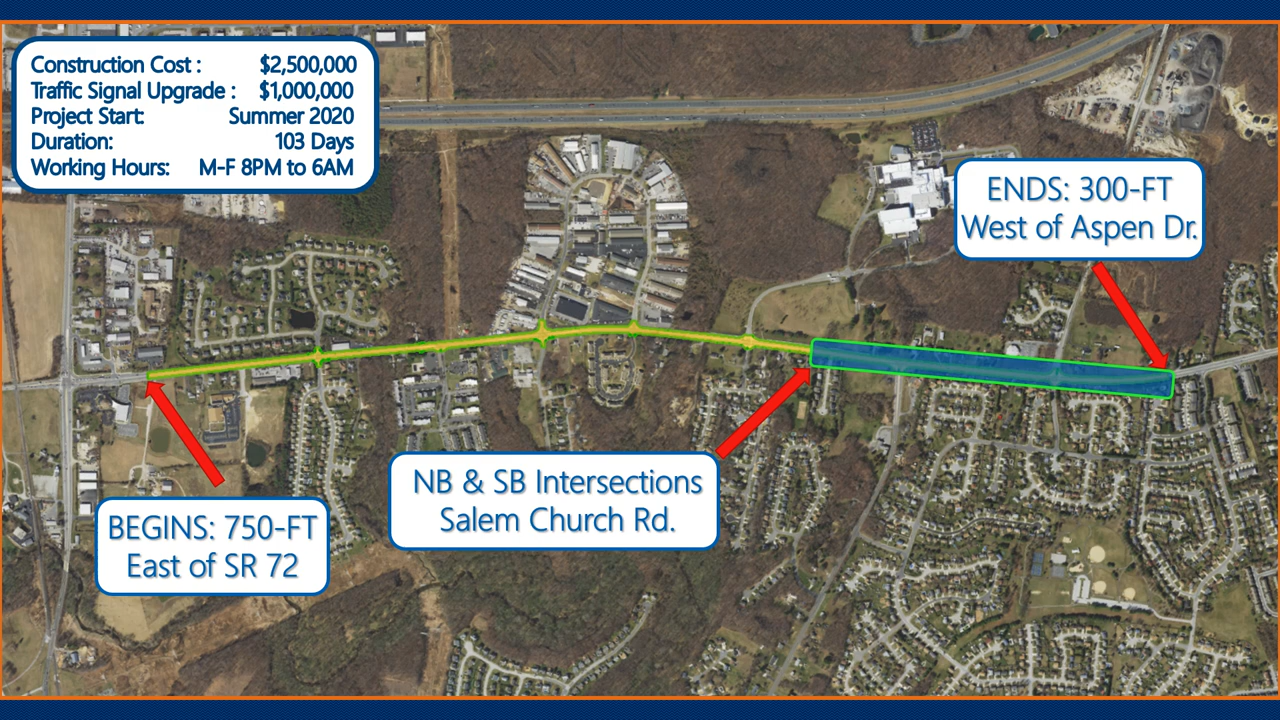 Construction Cost : $2,500,000
Traffic Signal Upgrade : $1,000,000
Project Start: Summer 2020
Duration: 103 Days
Working Hours: M-F 8PM to 6AM
ENDS: 300-FT
West of Aspen Dr.
NB & SB Intersections
Salem Church Rd.
BEGINS: 750-FT
East of SR 72